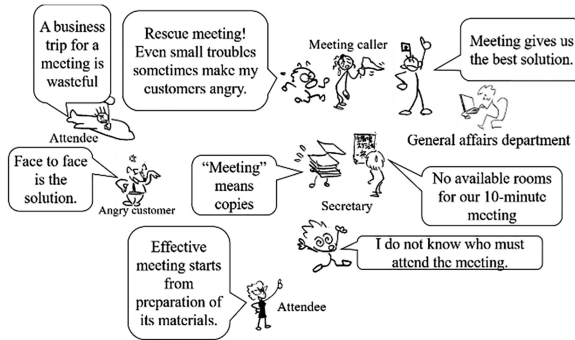 A business
trip for a
meeting is
wasteful
Attendee
Rescue meeting!
Even small troubles
sometimes make my
customers angry.
Meeting caller
Meeting gives us
the best solution.
General affairs department
Face to face
is the
solution.
Angry customer
“Meeting”
means
copies
Secretary
No available rooms
for our 10-minute
meeting
I do not know who must
attend the meeting.
Effective
meeting starts
from
preparation of
its materials.
Attendee